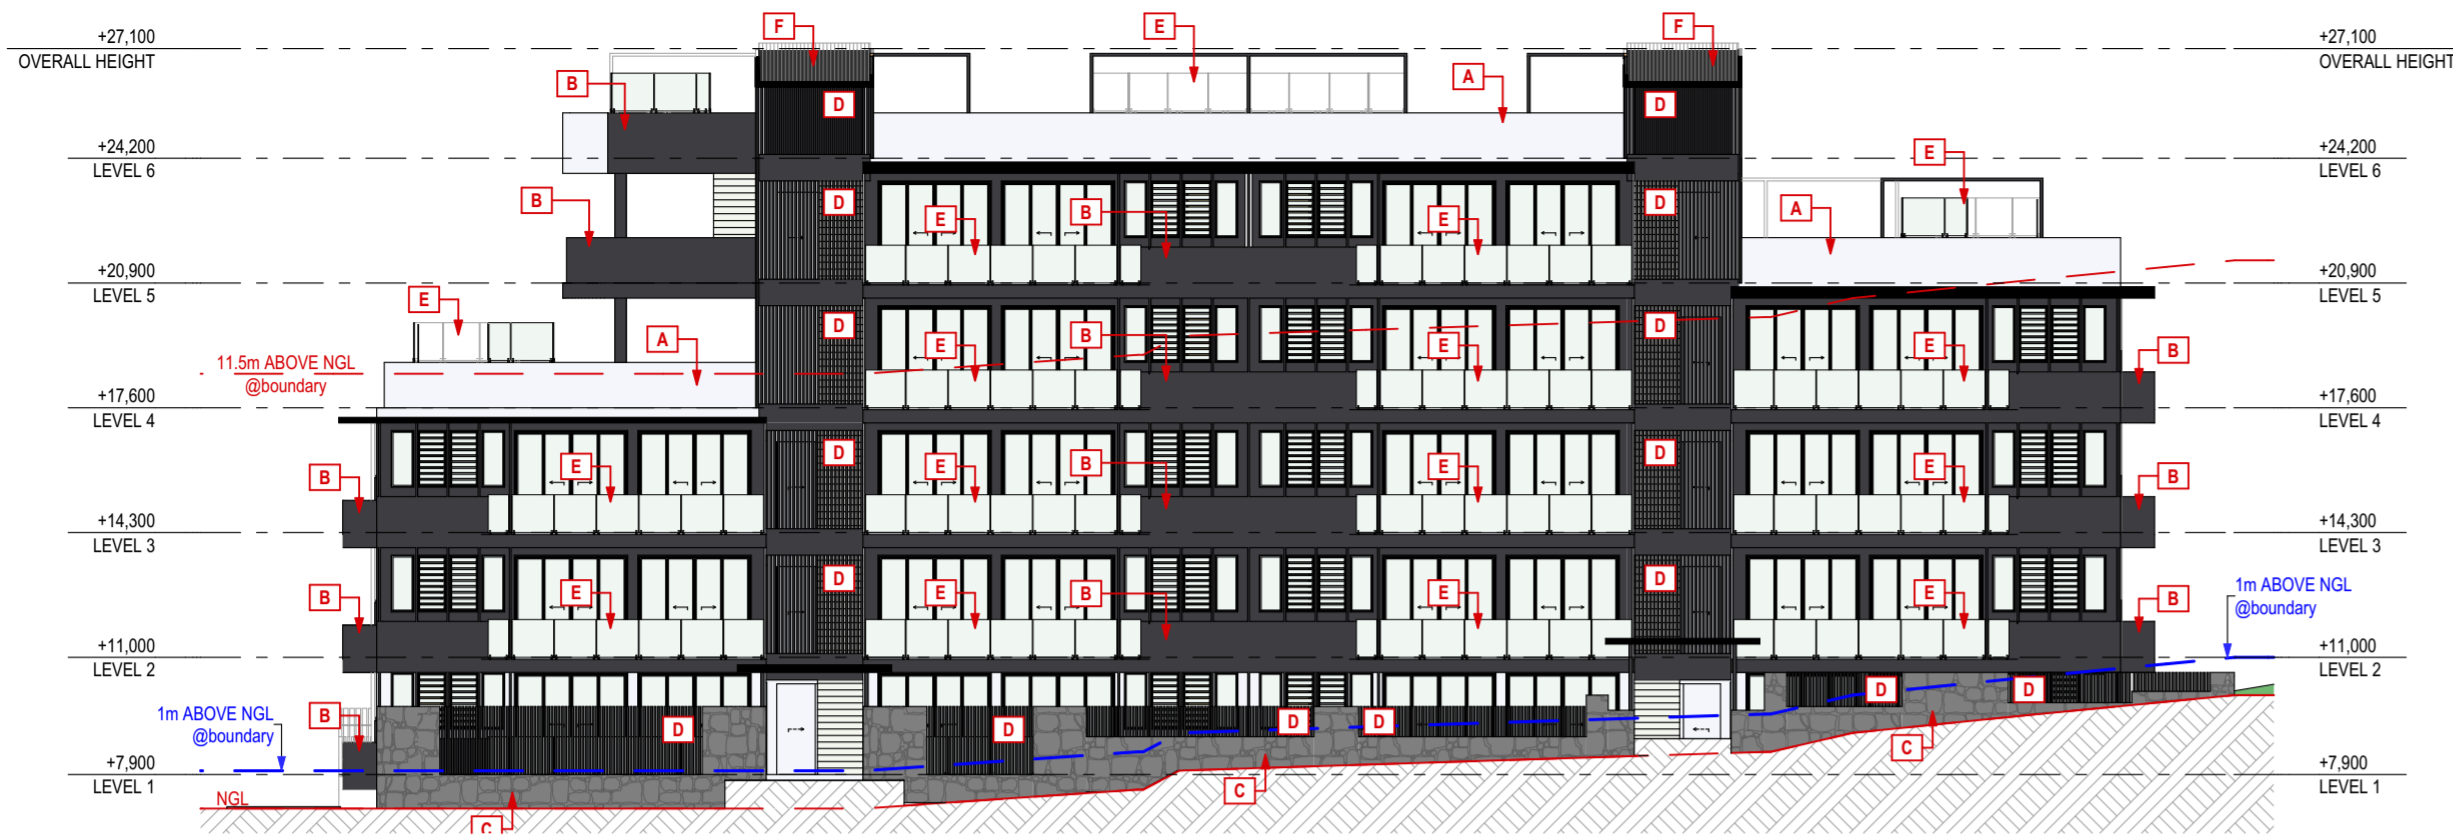 F
E
F
+27,100
OVERALL HEIGHT
+27,100
OVERALL HEIGHT
B
A
D
D
+24,200
LEVEL 6
+24,200
LEVEL 6
E
B
D
E
B
E
D
A
+20,900
LEVEL 5
+20,900
LEVEL 5
E
A
D
E
B
E
D
E
B
11.5m ABOVE NGL
@boundary
+17,600
LEVEL 4
+17,600
LEVEL 4
B
E
D
E
B
E
D
E
B
+14,300
LEVEL 3
+14,300
LEVEL 3
B
E
D
E
B
E
D
E
B
1m ABOVE NGL
@boundary
+11,000
LEVEL 2
+11,000
LEVEL 2
1m ABOVE NGL
@boundary
B
D
D
D
D
D
D
C
+7,900
LEVEL 1
+7,900
LEVEL 1
NGL
C
C